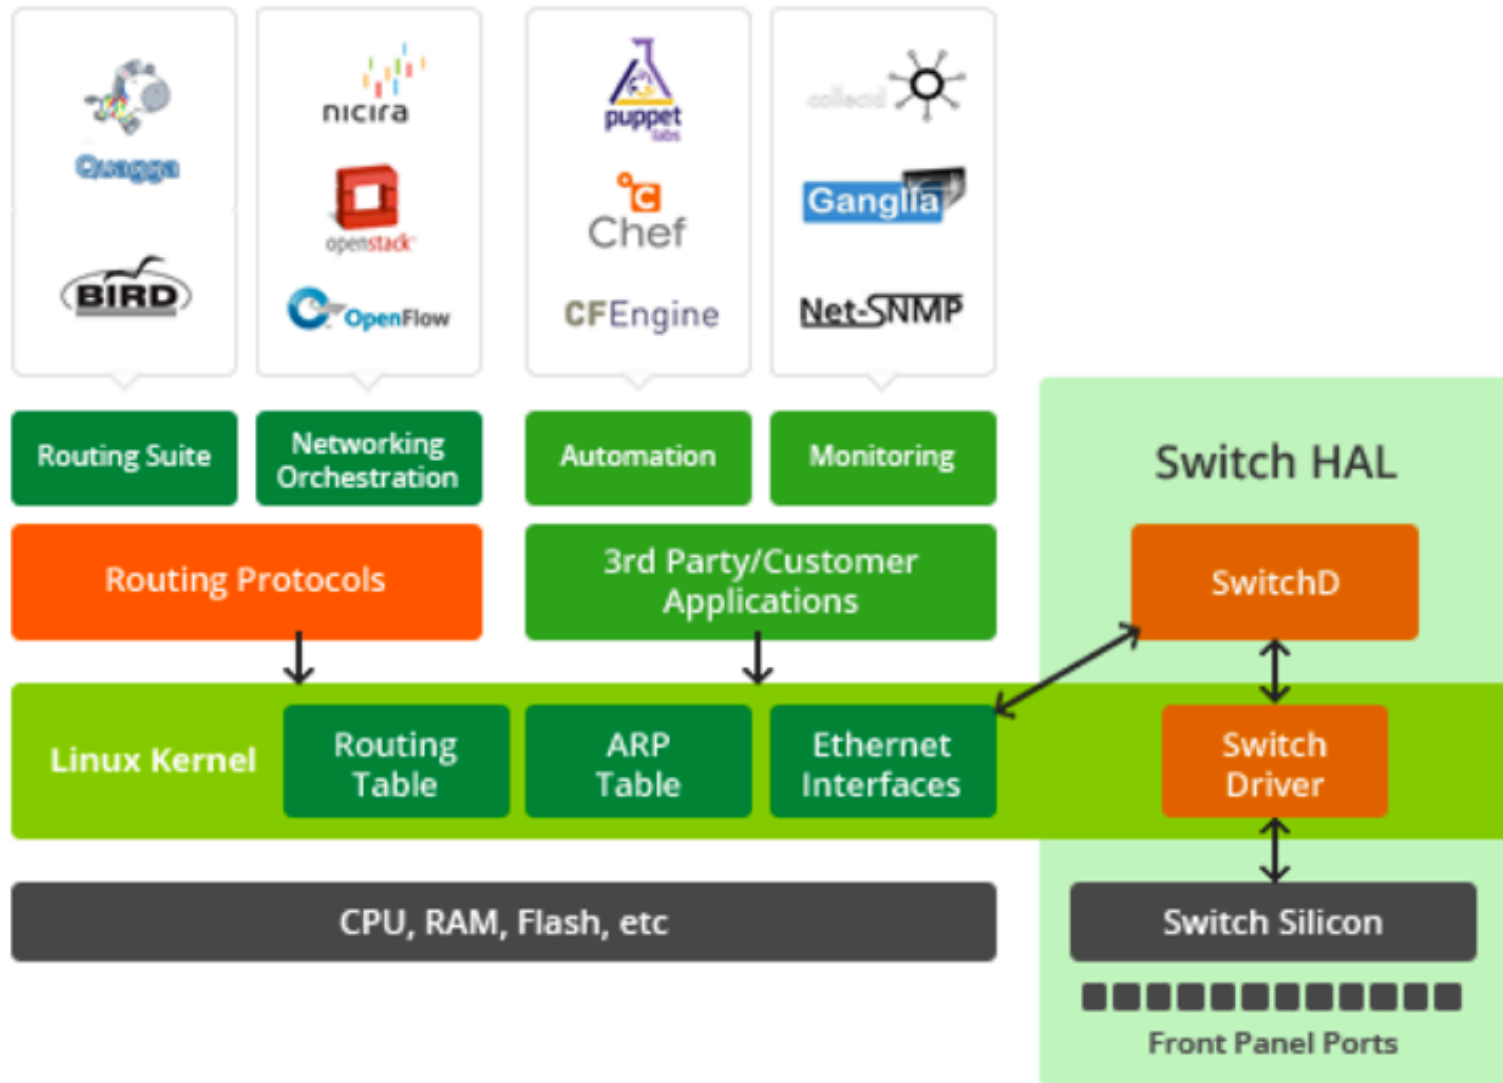 Quagga
BIRD
nicira
openstack
OpenFlow
puppet
labs
Chef
CFEngine
collectd
Ganglia
Net-SNMP
Routing Suite
Networking
Orchestration
Automation
Monitoring
Routing Protocols
3rd Party/Customer
Applications
Switch HAL
SwitchD
Linux Kernel
Routing
Table
ARP
Table
Ethernet
Interfaces
Switch
Driver
CPU, RAM, Flash, etc
Switch Silicon
Front Panel Ports